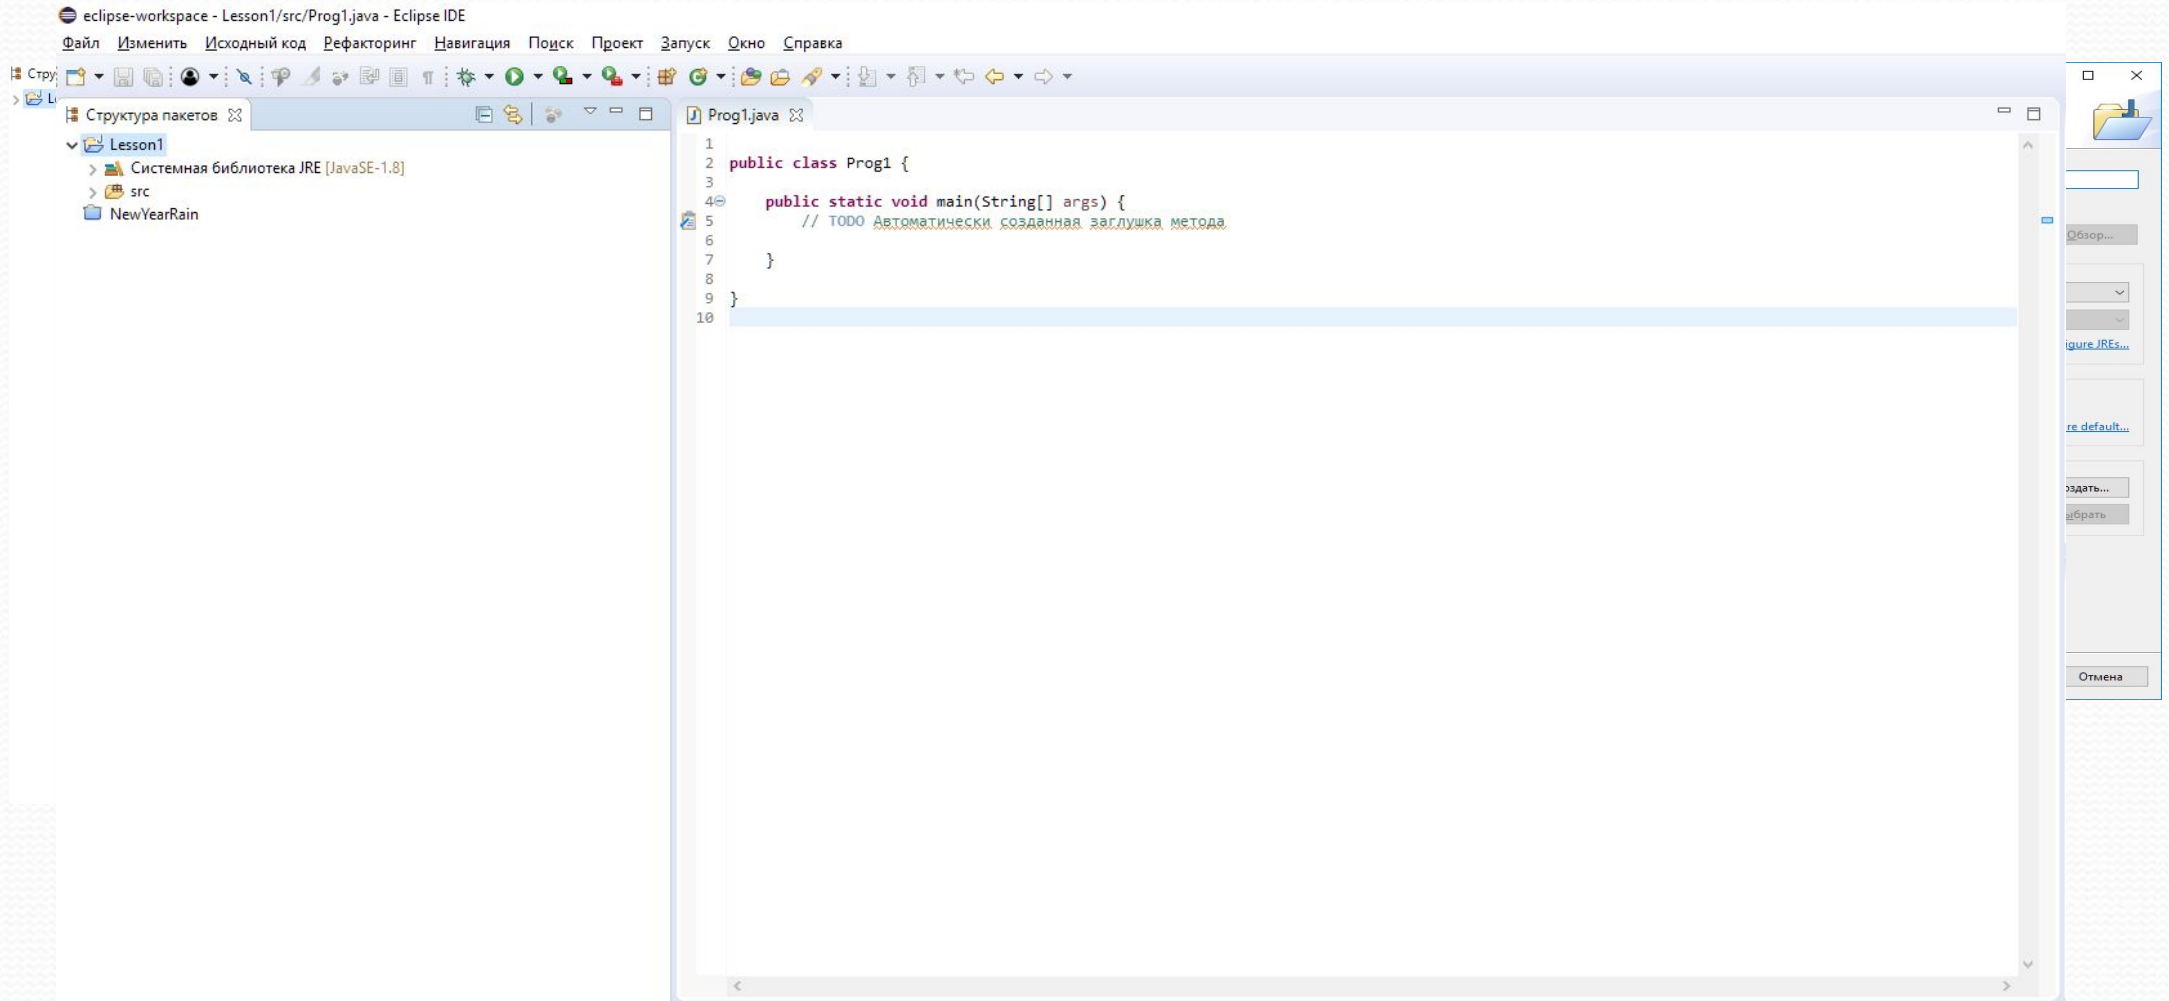 eclipse-workspace - Lesson1/src/Prog1.java - Eclipse IDE
Файл Изменить Исходный код Рефакторинг Навигация Поиск Проект Запуск Окно Справка
Стру
Структура пакетов
Lesson1
Системная библиотека JRE [JavaSE-1.8]
src
NewYearRain
Prog1.java
1
2 public class Prog1 {
3
4 public static void main(String[] args) {
5 // TODO Автоматически созданная заглушка метода
6
7 }
8
9 }
10
Обзор...
igure JREs...
re default...
оздать...
ыбрать
Отмена